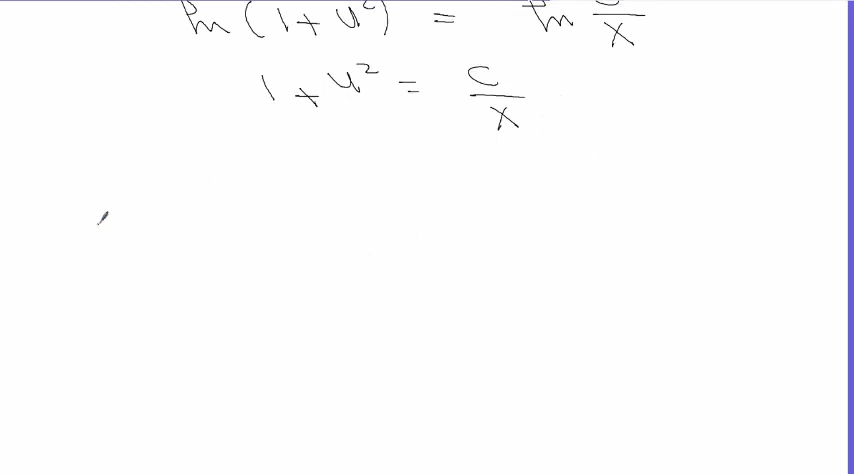 ln (1 + u²) = ln c/x
1 + u² = c/x